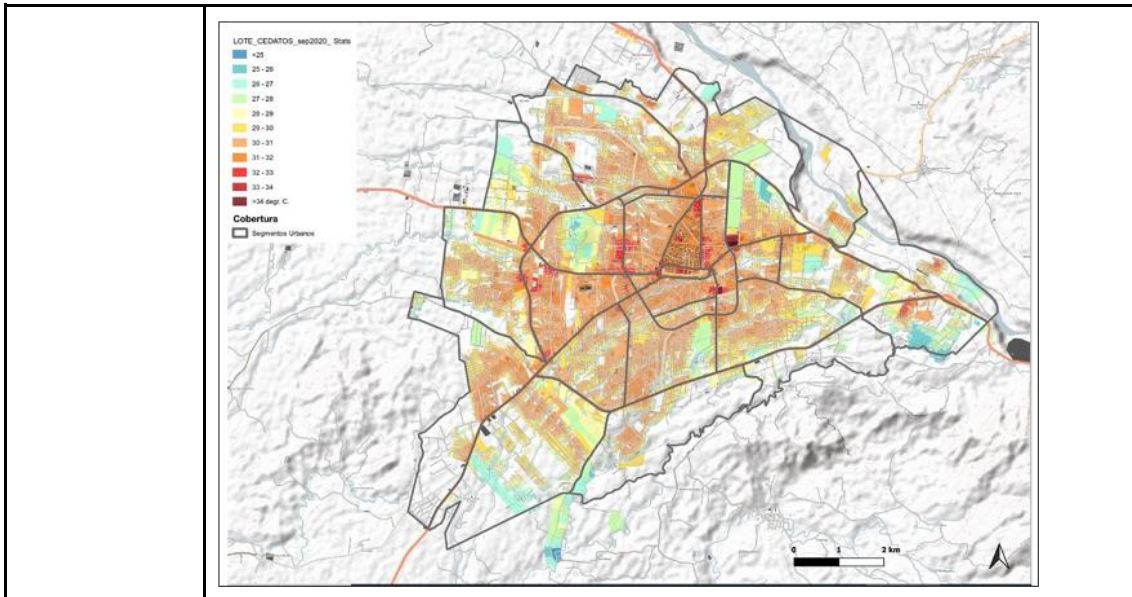 LOTE_CEDATOS_sep2020_ Stats
<25
25 - 26
26 - 27
27 - 28
28 - 29
29 - 30
30 - 31
31 - 32
32 - 33
33 - 34
>34 degr. C.
Cobertura
Segmentos Urbanos
0 1 2 km